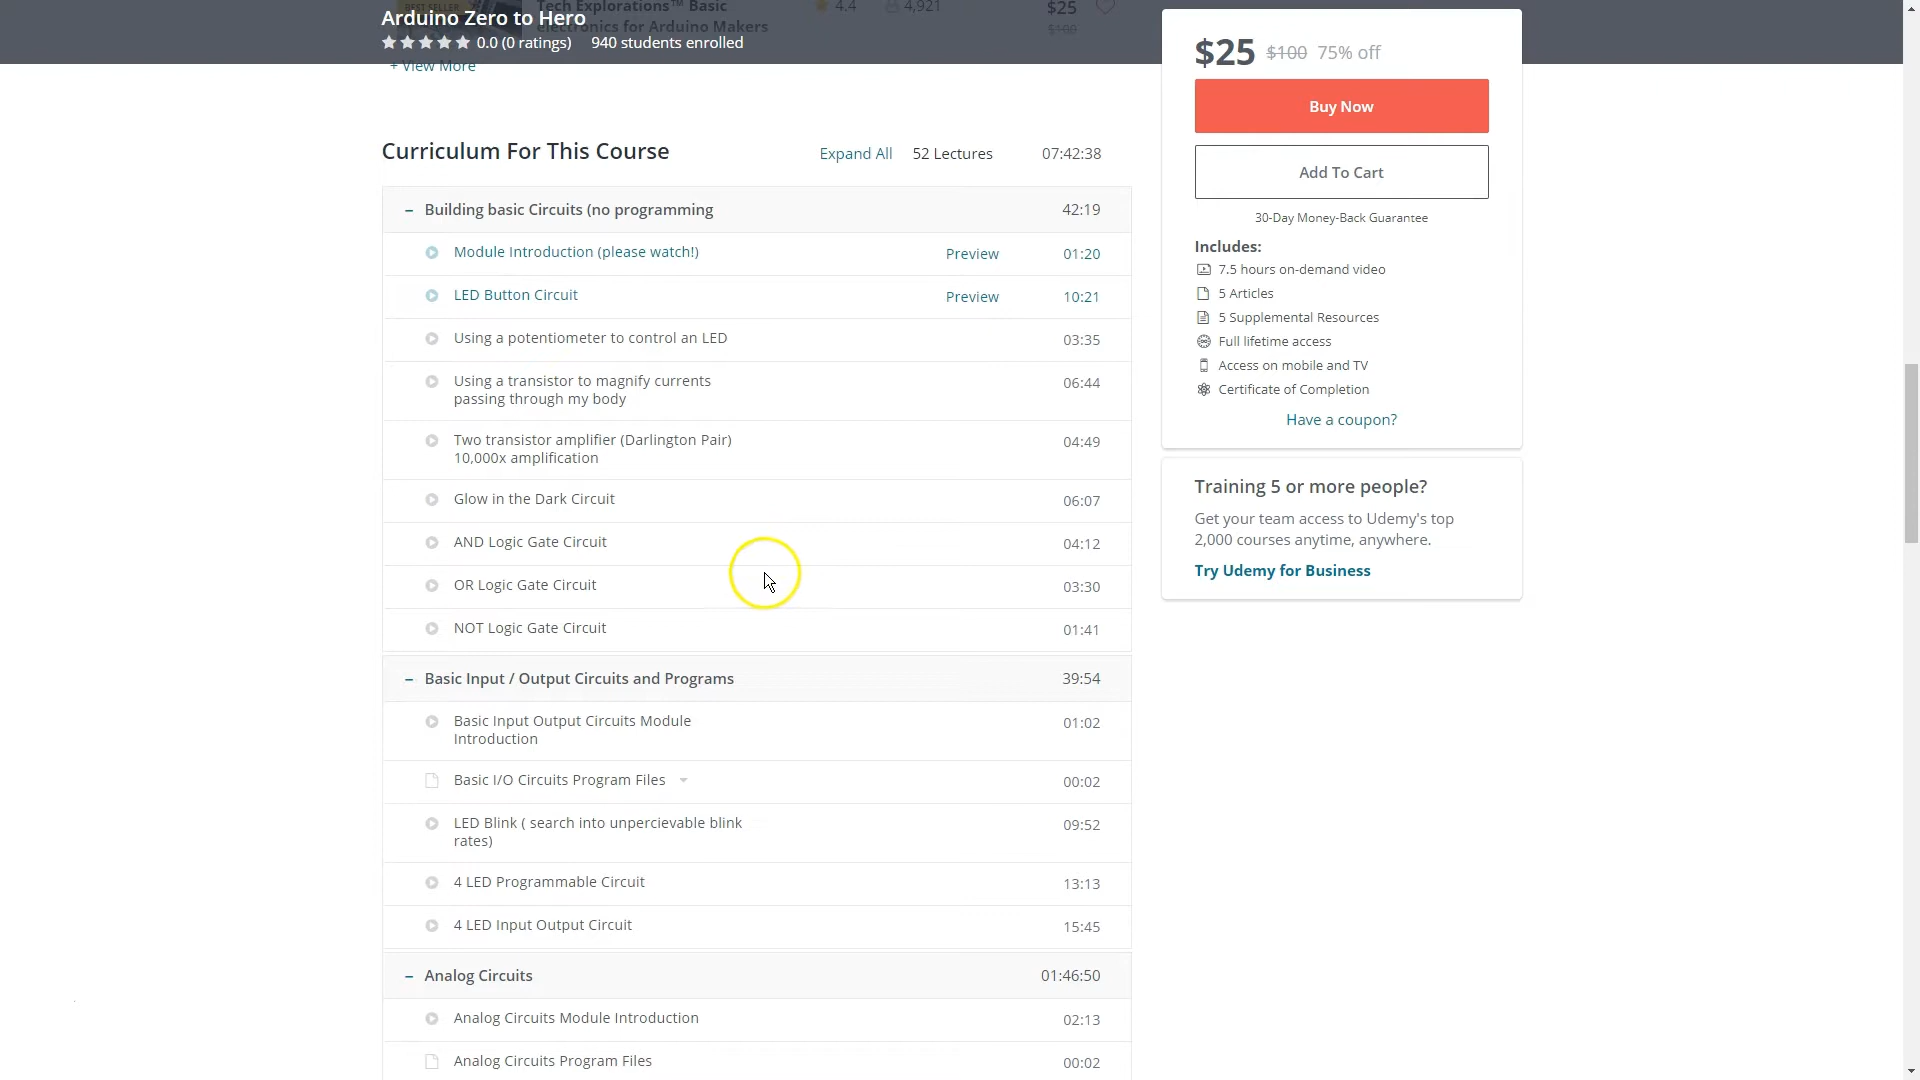 Arduino Zero to Hero
BEST SELLER
Tech Explorations™ Basic
electronics for Arduino Makers
4.4
4,921
$25
$100
0.0 (0 ratings) 940 students enrolled
+ View More
Curriculum For This Course
Expand All 52 Lectures 07:42:38
– Building basic Circuits (no programming 42:19
Module Introduction (please watch!) Preview 01:20
LED Button Circuit Preview 10:21
Using a potentiometer to control an LED 03:35
Using a transistor to magnify currents
passing through my body 06:44
Two transistor amplifier (Darlington Pair)
10,000x amplification 04:49
Glow in the Dark Circuit 06:07
AND Logic Gate Circuit 04:12
OR Logic Gate Circuit 03:30
NOT Logic Gate Circuit 01:41
– Basic Input / Output Circuits and Programs 39:54
Basic Input Output Circuits Module
Introduction 01:02
Basic I/O Circuits Program Files 00:02
LED Blink ( search into unpercievable blink
rates) 09:52
4 LED Programmable Circuit 13:13
4 LED Input Output Circuit 15:45
– Analog Circuits 01:46:50
Analog Circuits Module Introduction 02:13
Analog Circuits Program Files 00:02
$25 $100 75% off
Buy Now
Add To Cart
30-Day Money-Back Guarantee
Includes:
7.5 hours on-demand video
5 Articles
5 Supplemental Resources
Full lifetime access
Access on mobile and TV
Certificate of Completion
Have a coupon?
Training 5 or more people?
Get your team access to Udemy's top
2,000 courses anytime, anywhere.
Try Udemy for Business